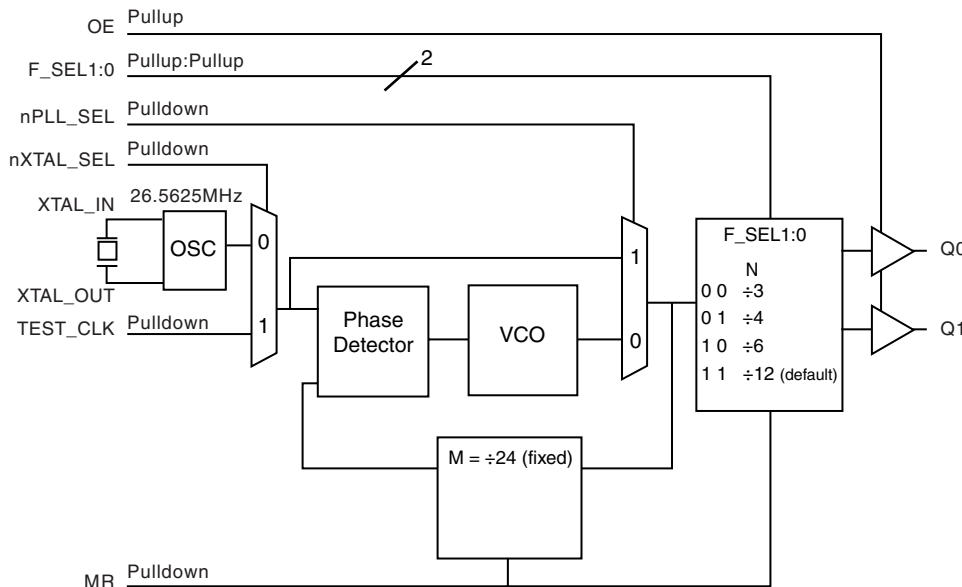 OE Pullup
F_SEL1:0 Pullup:Pullup 2
nPLL_SEL Pulldown
nXTAL_SEL Pulldown
26.5625MHz
XTAL_IN
OSC
XTAL_OUT
TEST_CLK Pulldown
0
1
Phase
Detector
VCO
1
0
F_SEL1:0
N
0 0 ÷3
0 1 ÷4
1 0 ÷6
1 1 ÷12 (default)
Q0
Q1
M = ÷24 (fixed)
MR Pulldown